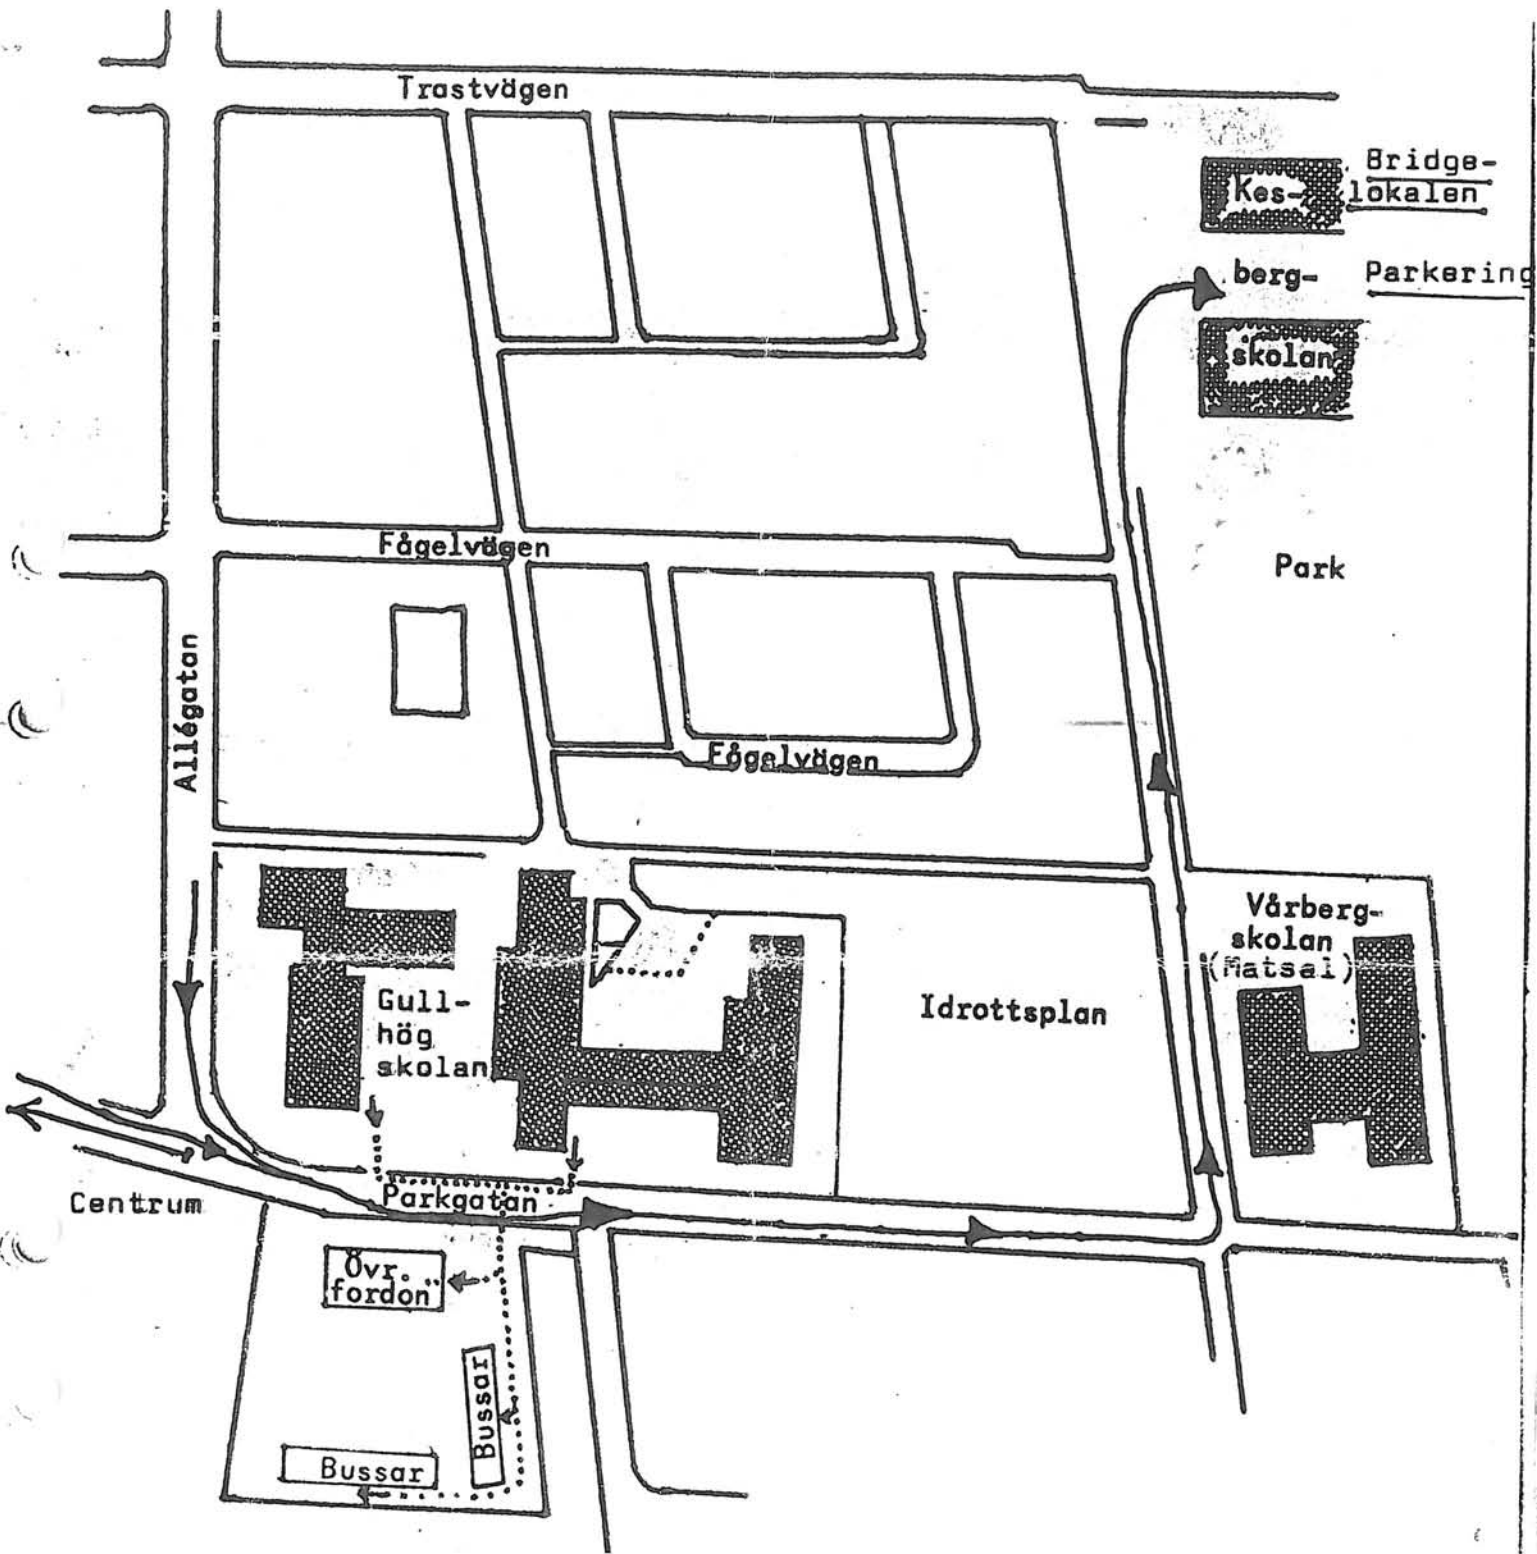 Trastvägen
Bridge-
Kes- lokalen
berg- Parkering
skolan
Fågelvägen
Park
Allégatan
Fågelvägen
Vårberg-
skolan
(Matsal)
Gull-
hög
skolan
Idrottsplan
Centrum
Parkgatan
Övr.
fordon
Bussar
Bussar